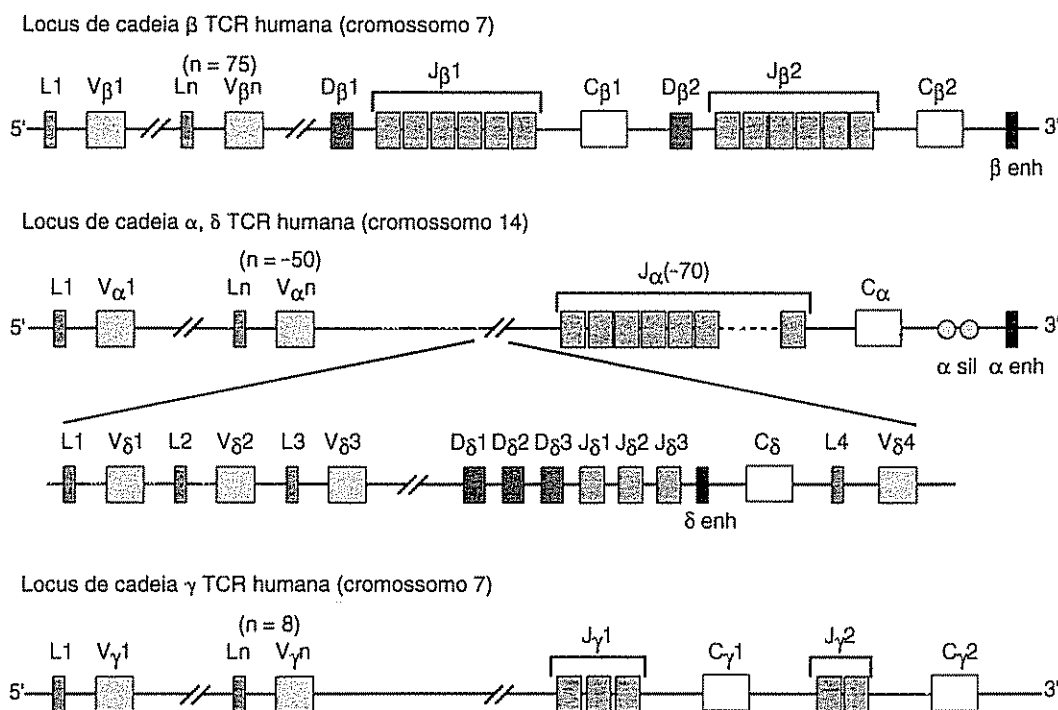 Locus de cadeia β TCR humana (cromossomo 7)
(n = 75)
L1 Vβ1 Ln Vβn Dβ1 Jβ1 Cβ1 Dβ2 Jβ2 Cβ2
5' 3'
β enh
Locus de cadeia α, δ TCR humana (cromossomo 14)
(n = ~50)
L1 Vα1 Ln Vαn Jα(~70) Cα
5' 3'
α sil α enh
L1 Vδ1 L2 Vδ2 L3 Vδ3 Dδ1 Dδ2 Dδ3 Jδ1 Jδ2 Jδ3 Cδ L4 Vδ4
δ enh
Locus de cadeia γ TCR humana (cromossomo 7)
(n = 8)
L1 Vγ1 Ln Vγn Jγ1 Cγ1 Jγ2 Cγ2
5' 3'